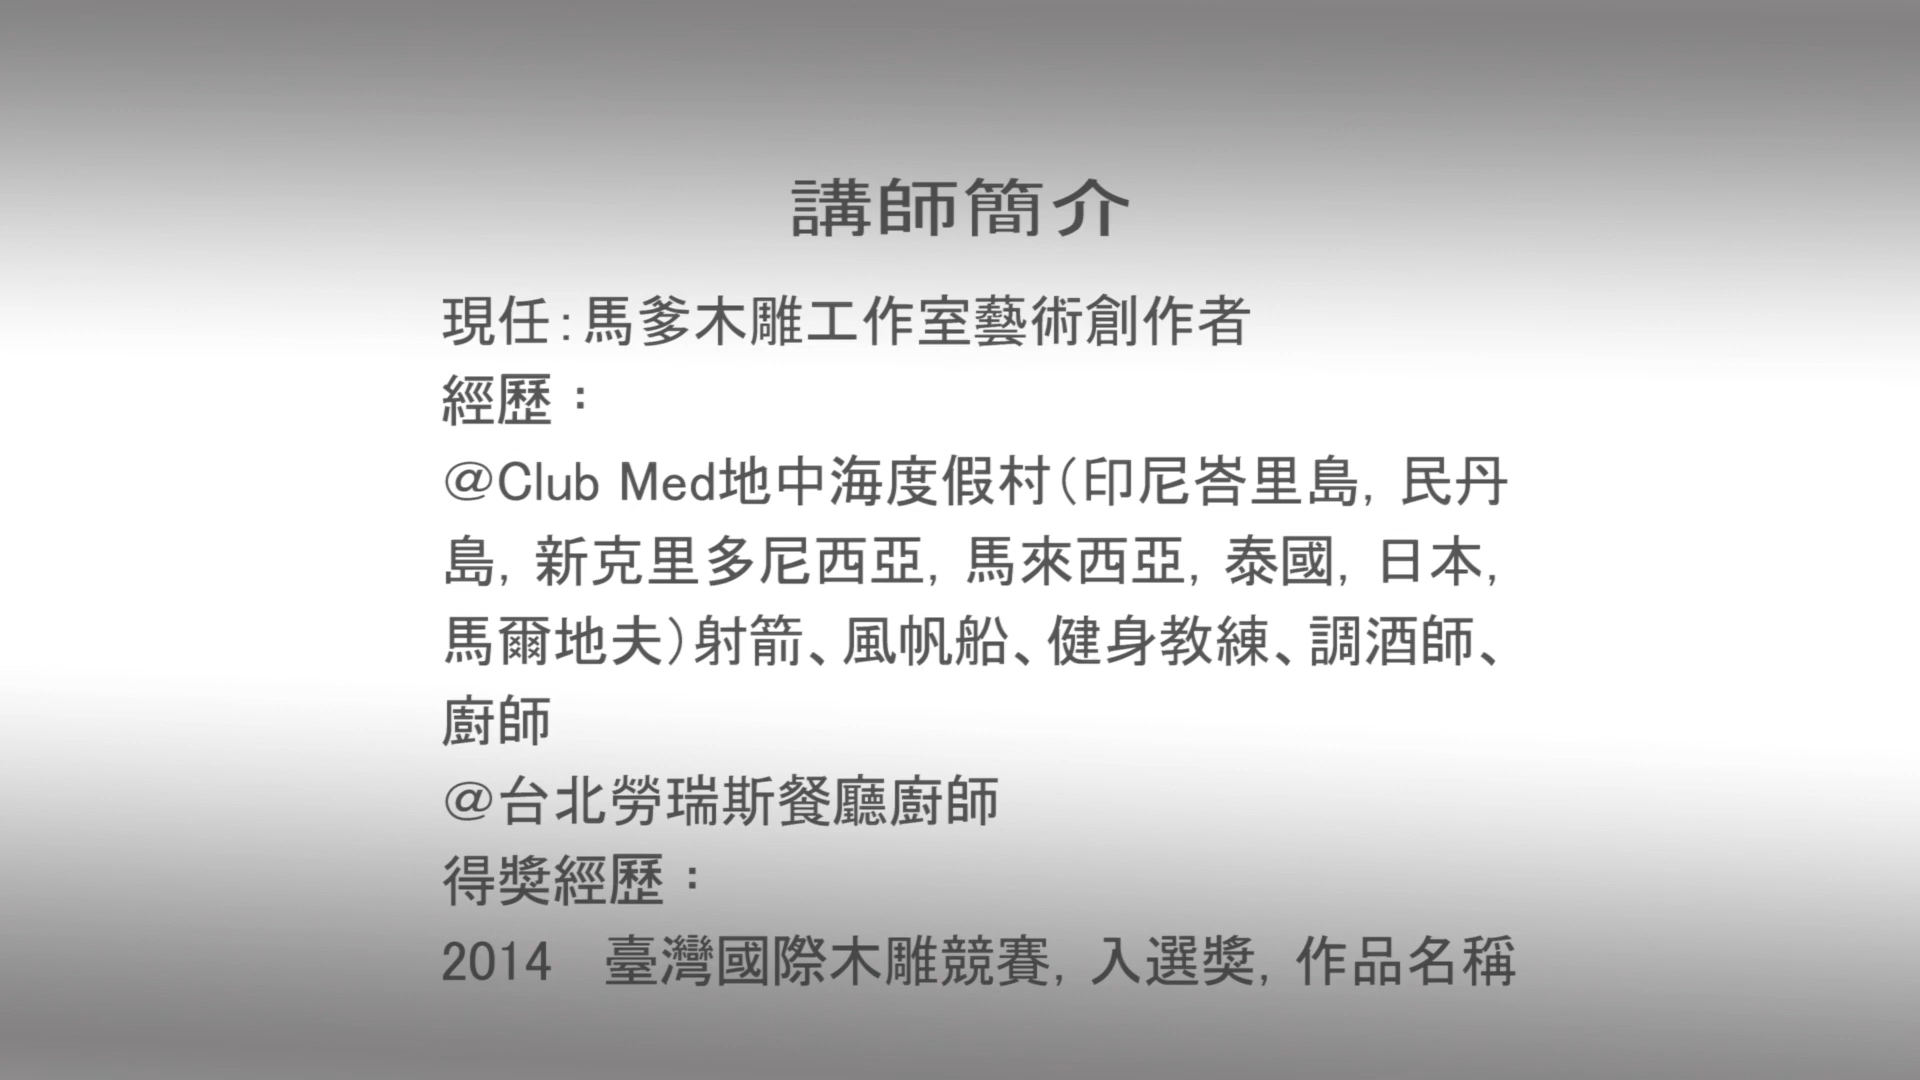 講師簡介
現任:馬爹木雕工作室藝術創作者
經歷：
@Club Med地中海度假村(印尼峇里島, 民丹
島, 新克里多尼西亞, 馬來西亞, 泰國, 日本,
馬爾地夫)射箭、風帆船、健身教練、調酒師、
廚師
@台北勞瑞斯餐廳廚師
得獎經歷：
2014　臺灣國際木雕競賽, 入選獎, 作品名稱